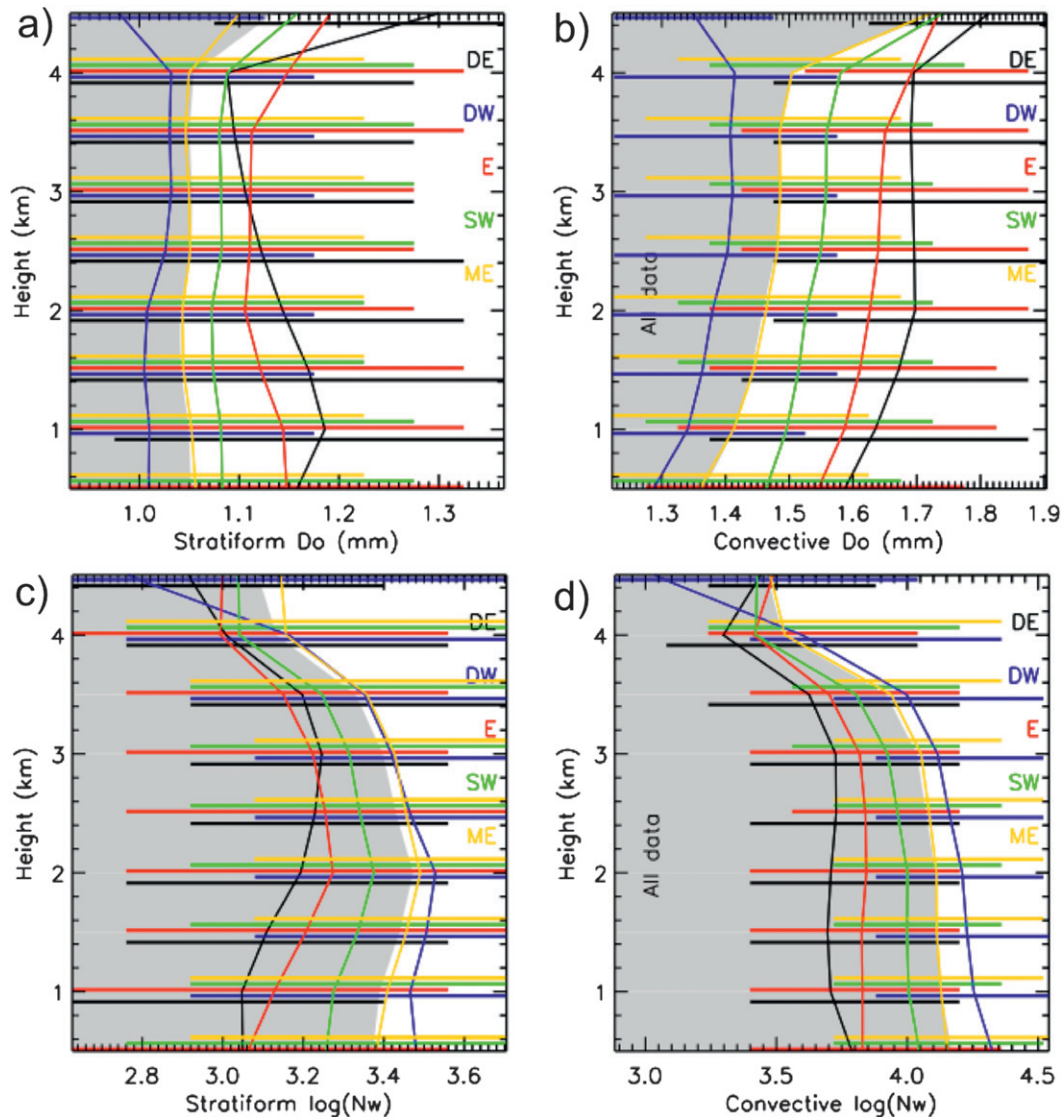 a)
DE
DW
E
SW
ME
4
3
2
1
Height (km)
1.0 1.1 1.2 1.3
Stratiform Do (mm)
b)
DE
DW
E
SW
ME
All data
4
3
2
1
Height (km)
1.3 1.4 1.5 1.6 1.7 1.8 1.9
Convective Do (mm)
c)
DE
DW
E
SW
ME
4
3
2
1
Height (km)
2.8 3.0 3.2 3.4 3.6
Stratiform log(Nw)
d)
DE
DW
E
SW
ME
All data
4
3
2
1
Height (km)
3.0 3.5 4.0 4.5
Convective log(Nw)